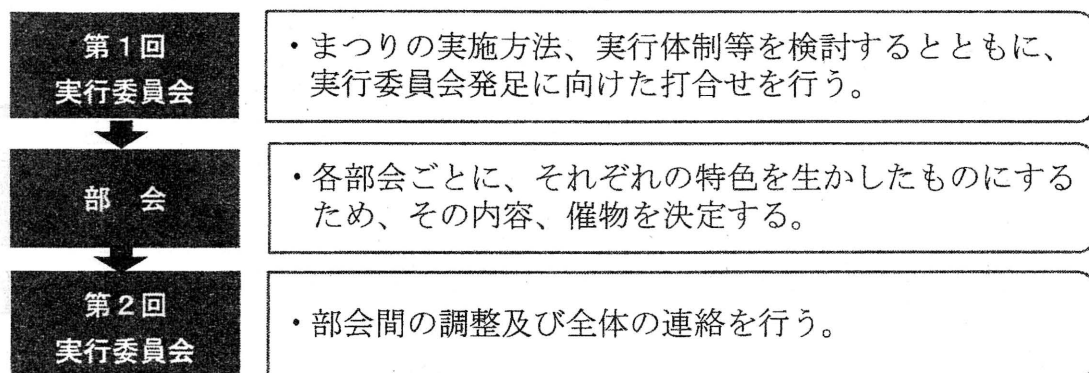 第1回
実行委員会
・まつりの実施方法、実行体制等を検討するとともに、
実行委員会発足に向けた打合せを行う。
部 会
・各部会ごとに、それぞれの特色を生かしたものにする
ため、その内容、催物を決定する。
第2回
実行委員会
・部会間の調整及び全体の連絡を行う。